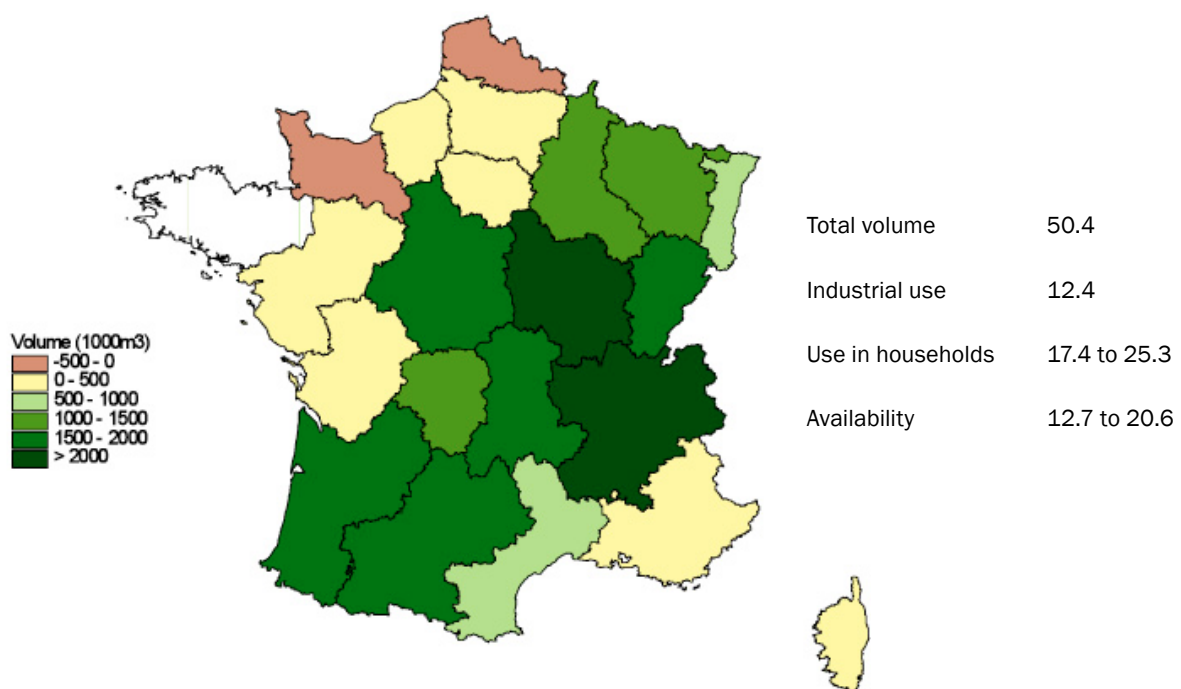 Total volume 50.4
Industrial use 12.4
Use in households 17.4 to 25.3
Availability 12.7 to 20.6
Volume (1000m3)
-500 - 0
0 - 500
500 - 1000
1000 - 1500
1500 - 2000
> 2000